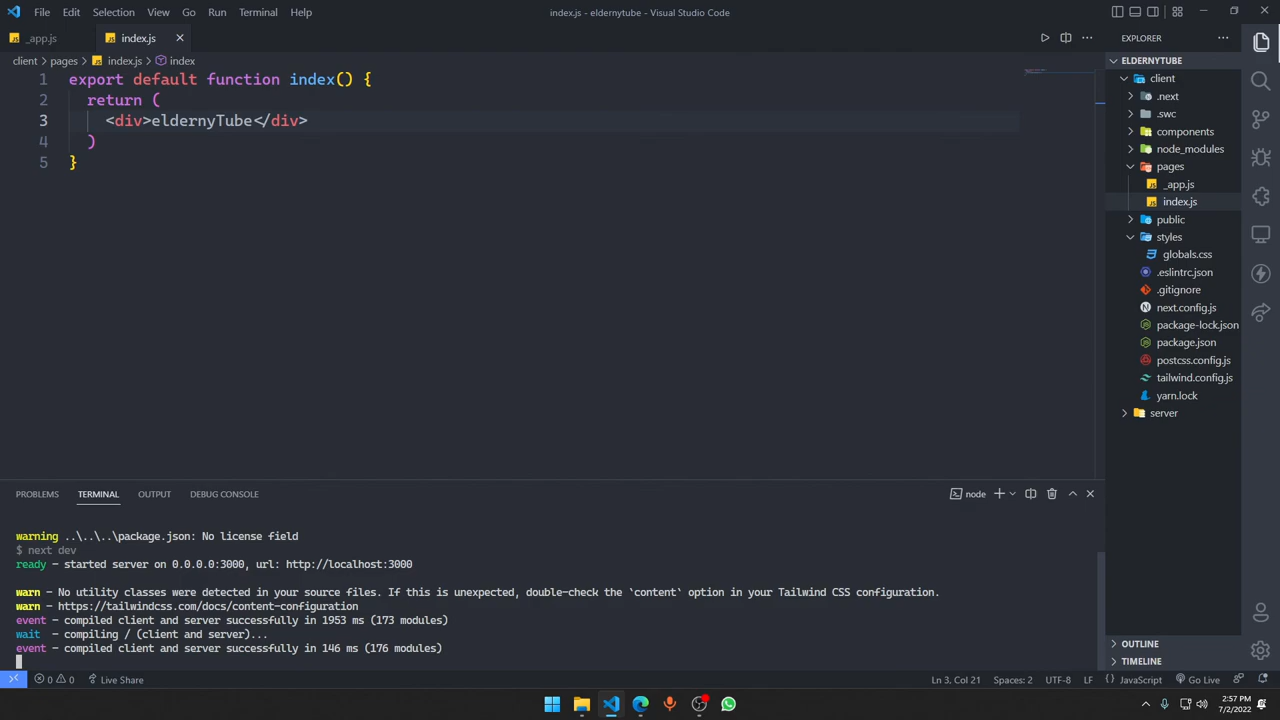 File Edit Selection View Go Run Terminal Help
index.js - eldernytube - Visual Studio Code
_app.js
index.js
client pages index.js index
1 export default function index() {
2 return (
3 <div>eldernyTube</div>
4 )
5 }
EXPLORER
ELDERNYTUBE
client
.next
.swc
components
node_modules
pages
_app.js
index.js
public
styles
globals.css
.eslintrc.json
.gitignore
next.config.js
package-lock.json
package.json
postcss.config.js
tailwind.config.js
yarn.lock
server
OUTLINE
TIMELINE
PROBLEMS TERMINAL OUTPUT DEBUG CONSOLE
node
warning ..\..\..\package.json: No license field
$ next dev
ready - started server on 0.0.0.0:3000, url: http://localhost:3000
warn - No utility classes were detected in your source files. If this is unexpected, double-check the `content` option in your Tailwind CSS configuration.
warn - https://tailwindcss.com/docs/content-configuration
event - compiled client and server successfully in 1953 ms (173 modules)
wait - compiling / (client and server)...
event - compiled client and server successfully in 146 ms (176 modules)
0 0 Live Share
Ln 3, Col 21 Spaces: 2 UTF-8 LF {} JavaScript Go Live
2:57 PM
7/2/2022